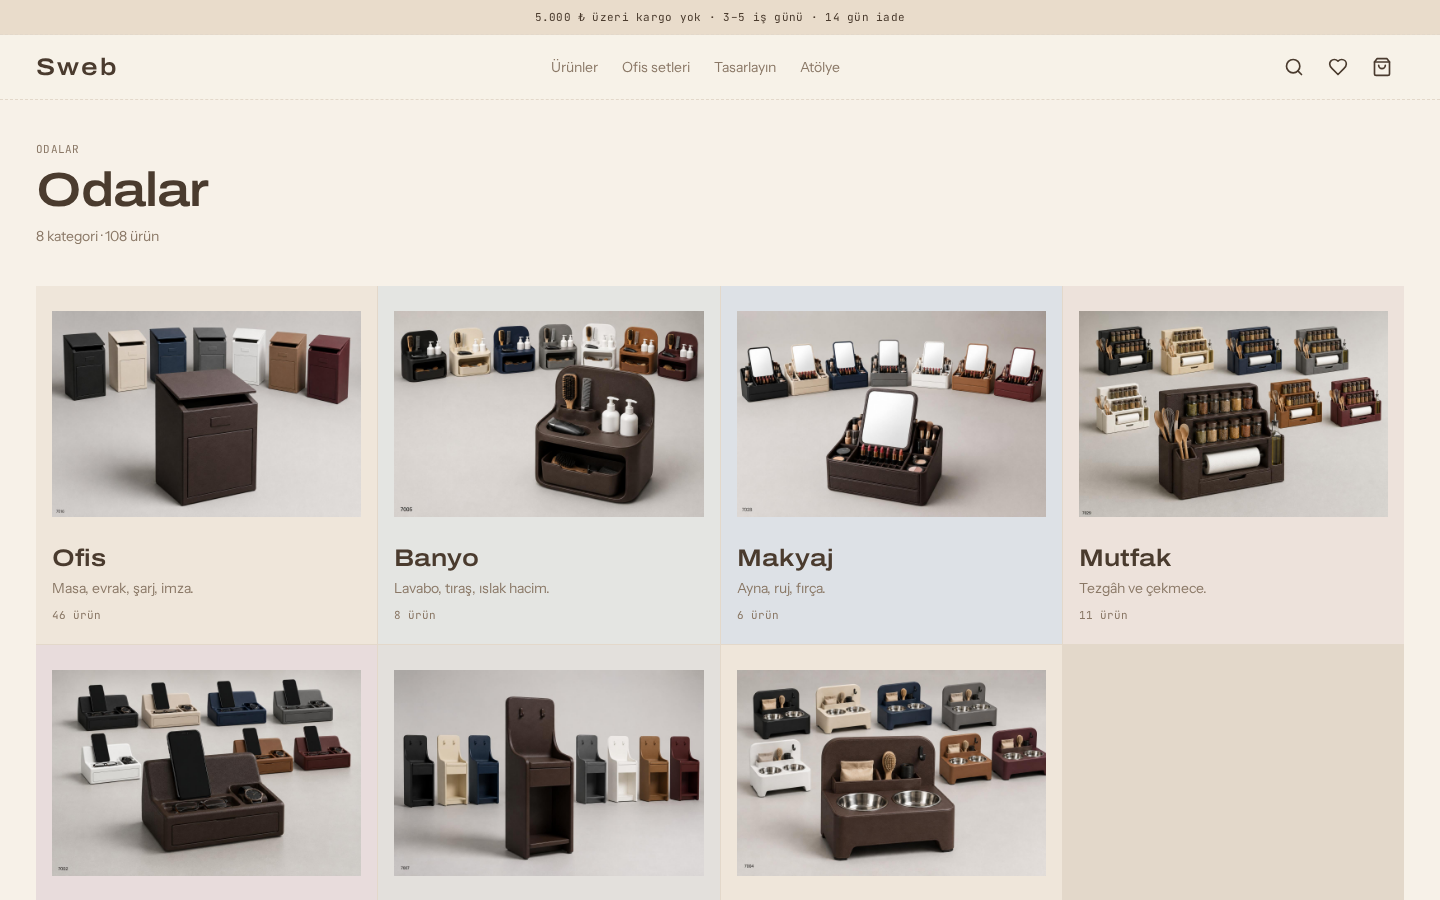 5.000 ₺ üzeri kargo yok · 3–5 iş günü · 14 gün iade
Sweb
Ürünler
Ofis setleri
Tasarlayın
Atölye
ODALAR
Odalar
8 kategori · 108 ürün
7005
Ofis
Masa, evrak, şarj, imza.
46 ürün
Banyo
Lavabo, tıraş, ıslak hacim.
8 ürün
Makyaj
Ayna, ruj, fırça.
6 ürün
Mutfak
Tezgâh ve çekmece.
11 ürün